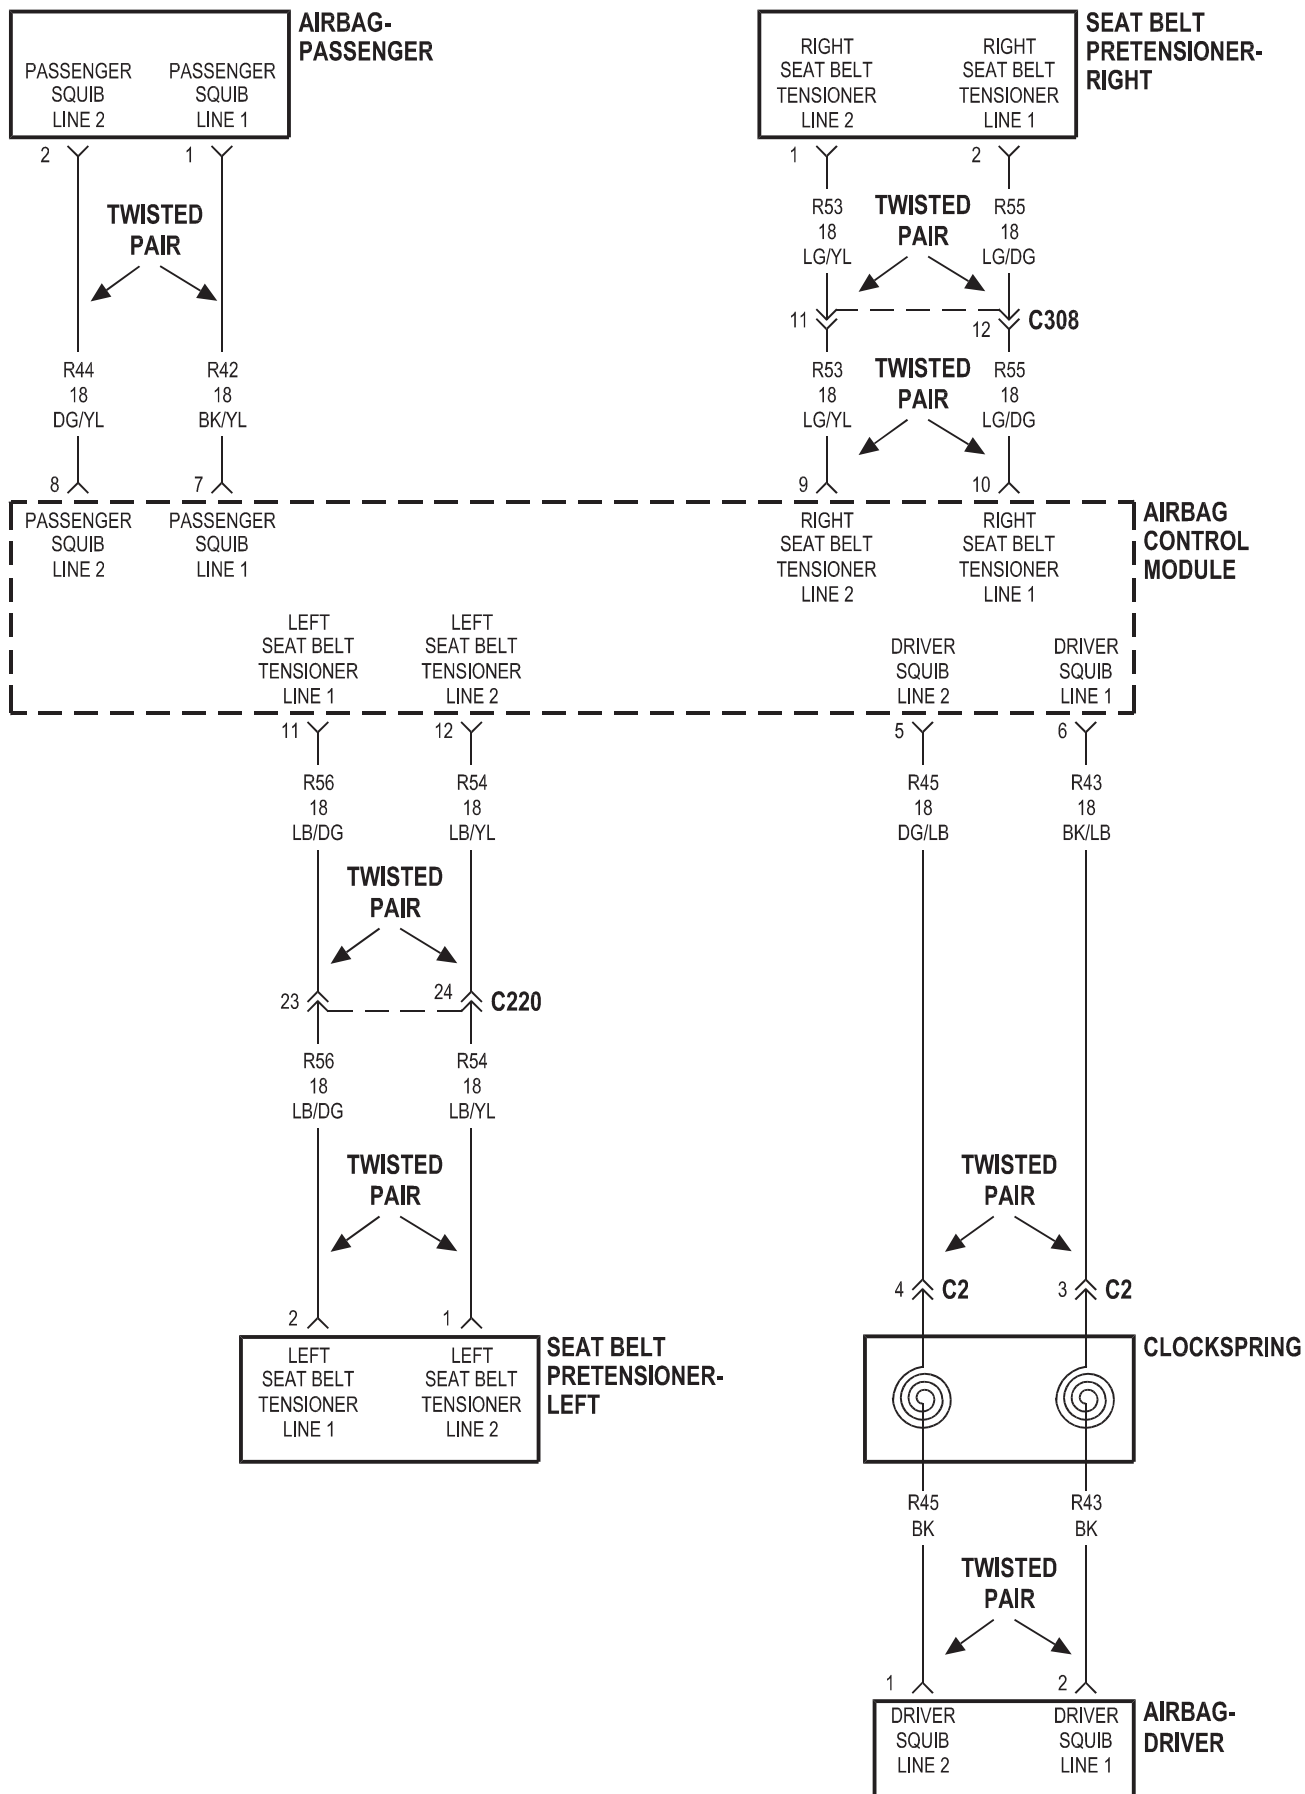 AIRBAG-
PASSENGER
PASSENGER
SQUIB
LINE 2
PASSENGER
SQUIB
LINE 1
2
1
TWISTED
PAIR
R44
18
DG/YL
R42
18
BK/YL
8
7
SEAT BELT
PRETENSIONER-
RIGHT
RIGHT
SEAT BELT
TENSIONER
LINE 2
RIGHT
SEAT BELT
TENSIONER
LINE 1
1
2
R53
18
LG/YL
TWISTED
PAIR
R55
18
LG/DG
11
12
C308
R53
18
LG/YL
TWISTED
PAIR
R55
18
LG/DG
9
10
AIRBAG
CONTROL
MODULE
PASSENGER
SQUIB
LINE 2
PASSENGER
SQUIB
LINE 1
RIGHT
SEAT BELT
TENSIONER
LINE 2
RIGHT
SEAT BELT
TENSIONER
LINE 1
LEFT
SEAT BELT
TENSIONER
LINE 1
LEFT
SEAT BELT
TENSIONER
LINE 2
DRIVER
SQUIB
LINE 2
DRIVER
SQUIB
LINE 1
11
12
R56
18
LB/DG
R54
18
LB/YL
TWISTED
PAIR
23
24
C220
R56
18
LB/DG
R54
18
LB/YL
TWISTED
PAIR
2
1
LEFT
SEAT BELT
TENSIONER
LINE 1
LEFT
SEAT BELT
TENSIONER
LINE 2
SEAT BELT
PRETENSIONER-
LEFT
5
6
R45
18
DG/LB
R43
18
BK/LB
TWISTED
PAIR
4
C2
3
C2
CLOCKSPRING
R45
BK
R43
BK
TWISTED
PAIR
1
2
DRIVER
SQUIB
LINE 2
DRIVER
SQUIB
LINE 1
AIRBAG-
DRIVER